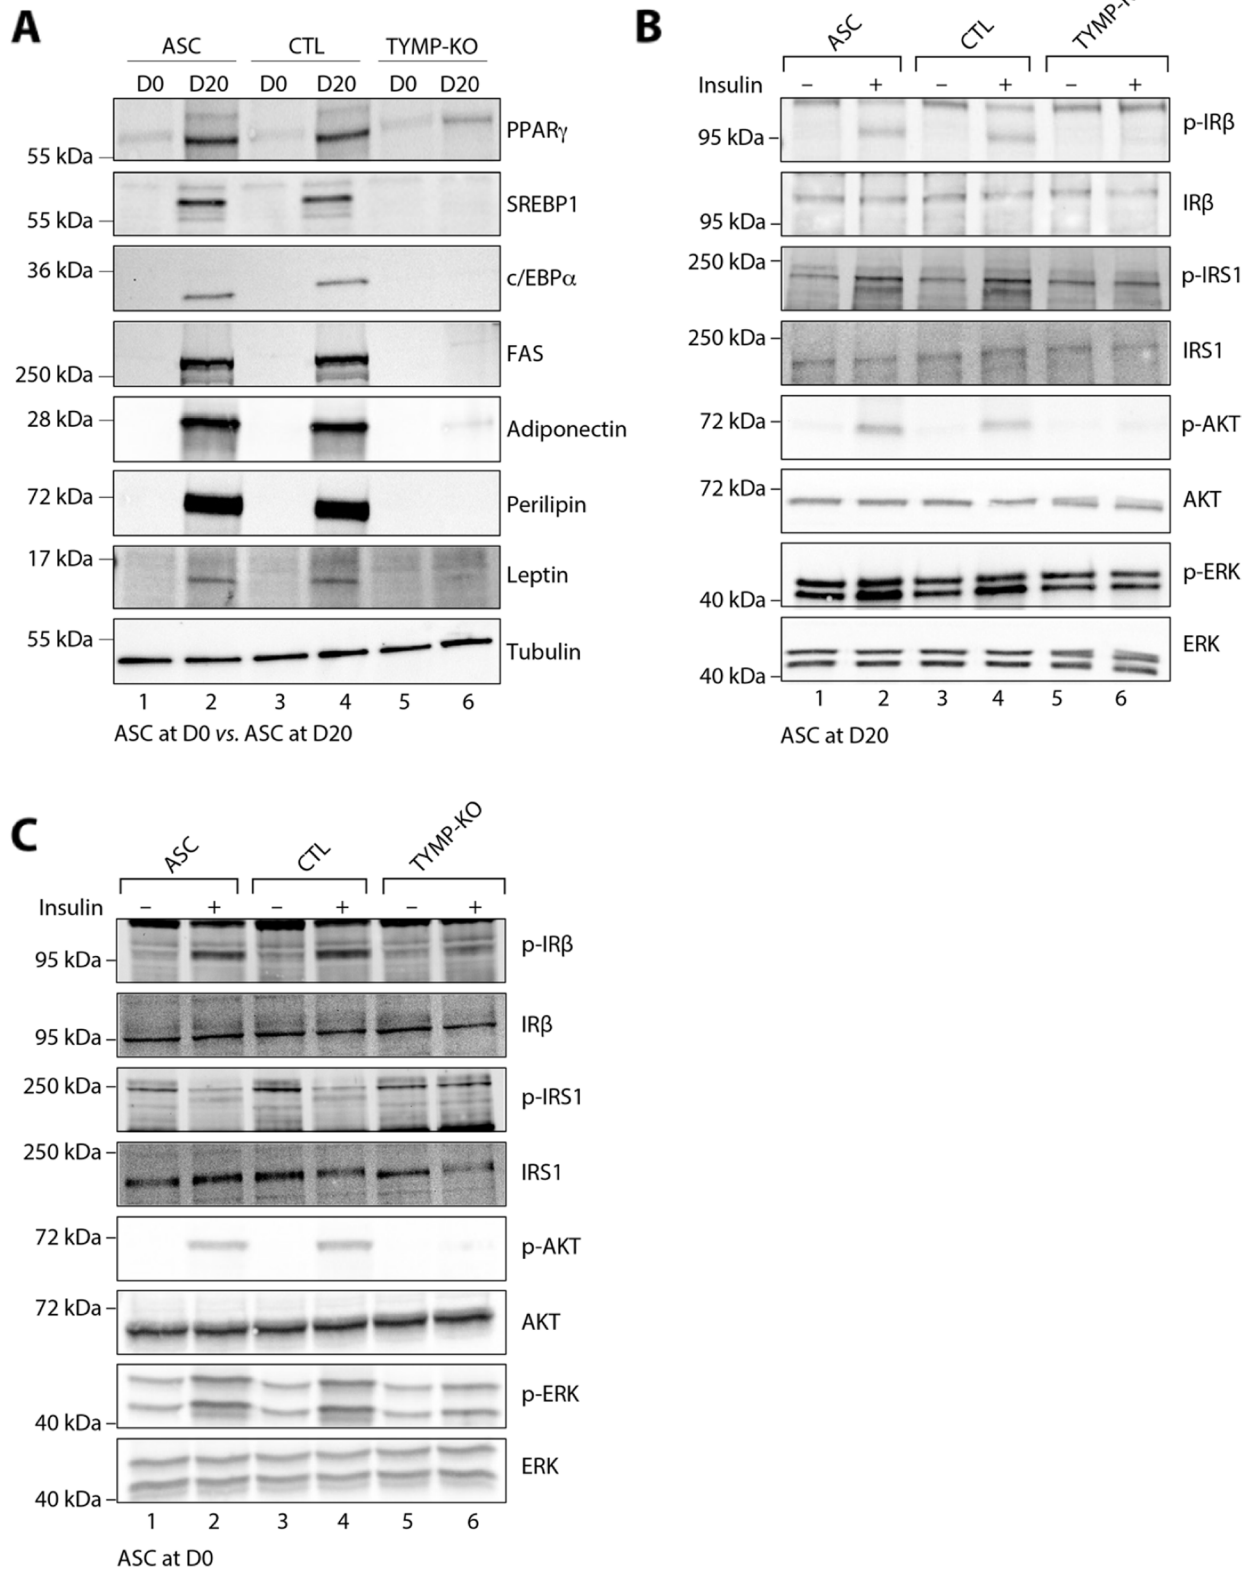 A
ASC CTL TYMP-KO
D0 D20 D0 D20 D0 D20
PPARγ
55 kDa
SREBP1
55 kDa
36 kDa
c/EBPα
FAS
250 kDa
28 kDa
Adiponectin
72 kDa
Perilipin
17 kDa
Leptin
55 kDa
Tubulin
1 2 3 4 5 6
ASC at D0 vs. ASC at D20
B
ASC CTL
Insulin – + – + – +
p-IRβ
95 kDa
IRβ
95 kDa
250 kDa
p-IRS1
250 kDa
IRS1
72 kDa
p-AKT
72 kDa
AKT
p-ERK
40 kDa
ERK
40 kDa
1 2 3 4 5 6
ASC at D20
C
ASC CTL TYMP-KO
Insulin – + – + – +
p-IRβ
95 kDa
IRβ
95 kDa
250 kDa
p-IRS1
250 kDa
IRS1
72 kDa
p-AKT
72 kDa
AKT
p-ERK
40 kDa
ERK
40 kDa
1 2 3 4 5 6
ASC at D0